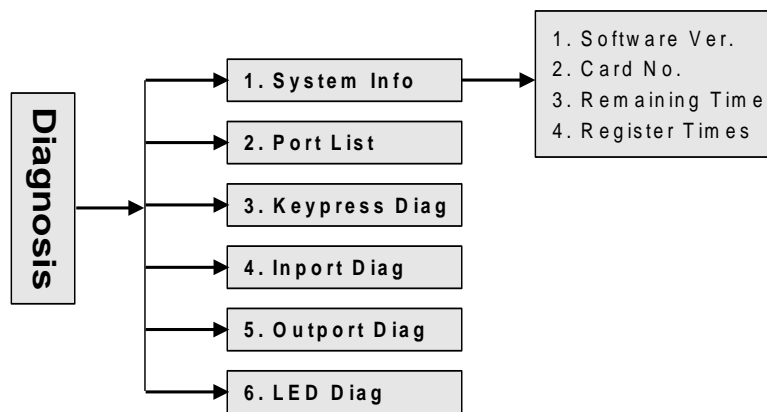 Diagnosis
1. System Info
2. Port List
3. Keypress Diag
4. Inport Diag
5. Outport Diag
6. LED Diag
1. Software Ver.
2. Card No.
3. Remaining Time
4. Register Times